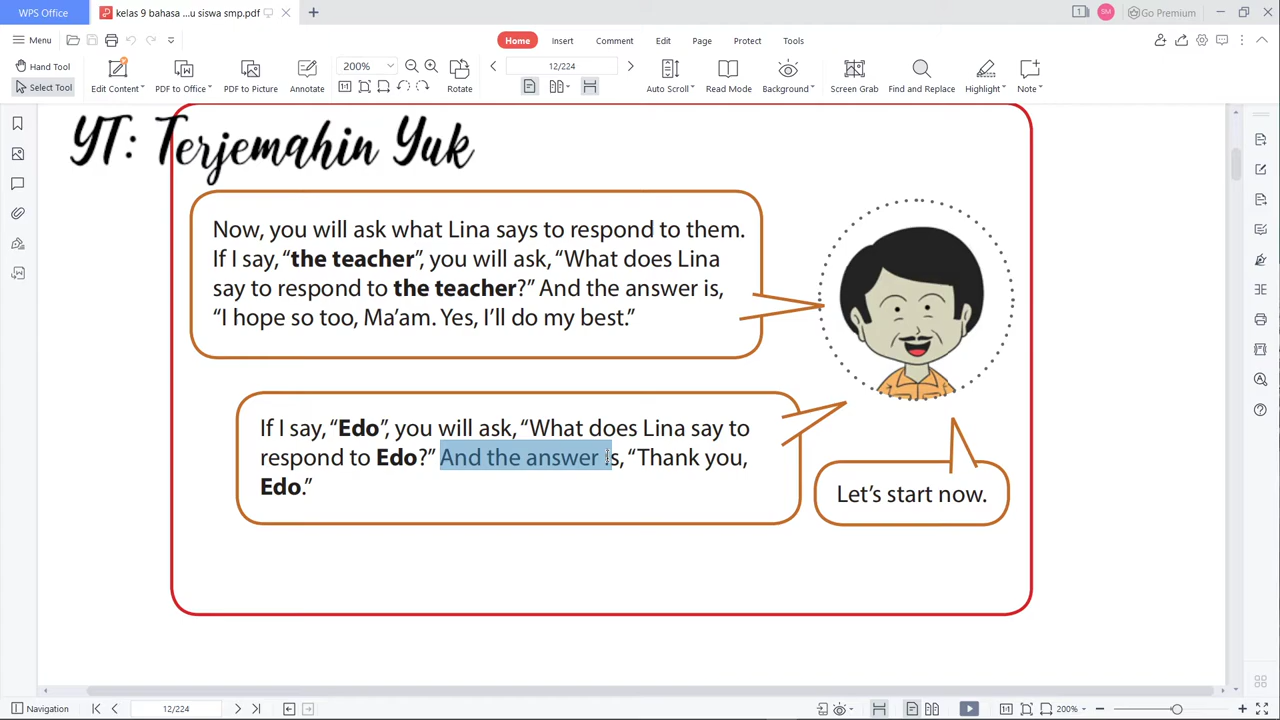 WPS Office
kelas 9 bahasa ...u siswa smp.pdf
1
SM
Go Premium
Menu
Home
Insert
Comment
Edit
Page
Protect
Tools
Hand Tool
Select Tool
Edit Content
PDF to Office
PDF to Picture
Annotate
200%
Rotate
12/224
Auto Scroll
Read Mode
Background
Screen Grab
Find and Replace
Highlight
Note
YT: Terjemahin Yuk
Now, you will ask what Lina says to respond to them.
If I say, “the teacher”, you will ask, “What does Lina
say to respond to the teacher?” And the answer is,
“I hope so too, Ma’am. Yes, I’ll do my best.”
If I say, “Edo”, you will ask, “What does Lina say to
respond to Edo?” And the answer is, “Thank you,
Edo.”
Let’s start now.
Navigation
12/224
200%